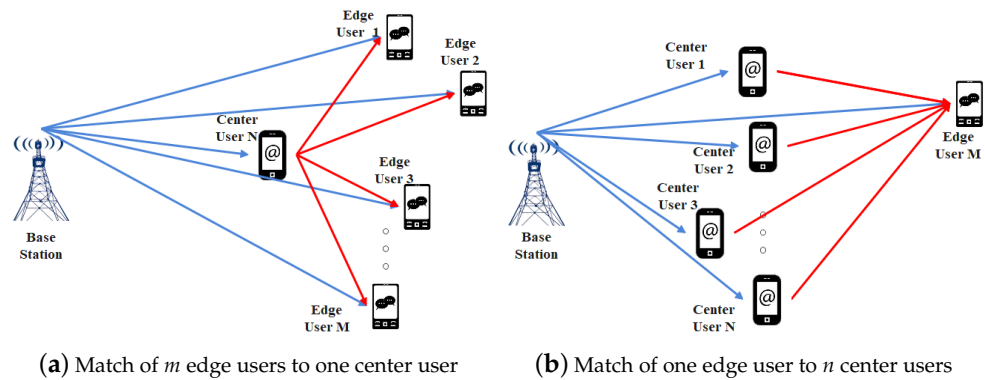 Edge
User 1
Edge
User 2
Center
User N
@
Edge
User 3
Edge
User M
Base
Station
(a) Match of m edge users to one center user
Center
User 1
@
Edge
User M
Center
User 2
@
Center
User 3
@
Center
User N
@
Base
Station
(b) Match of one edge user to n center users